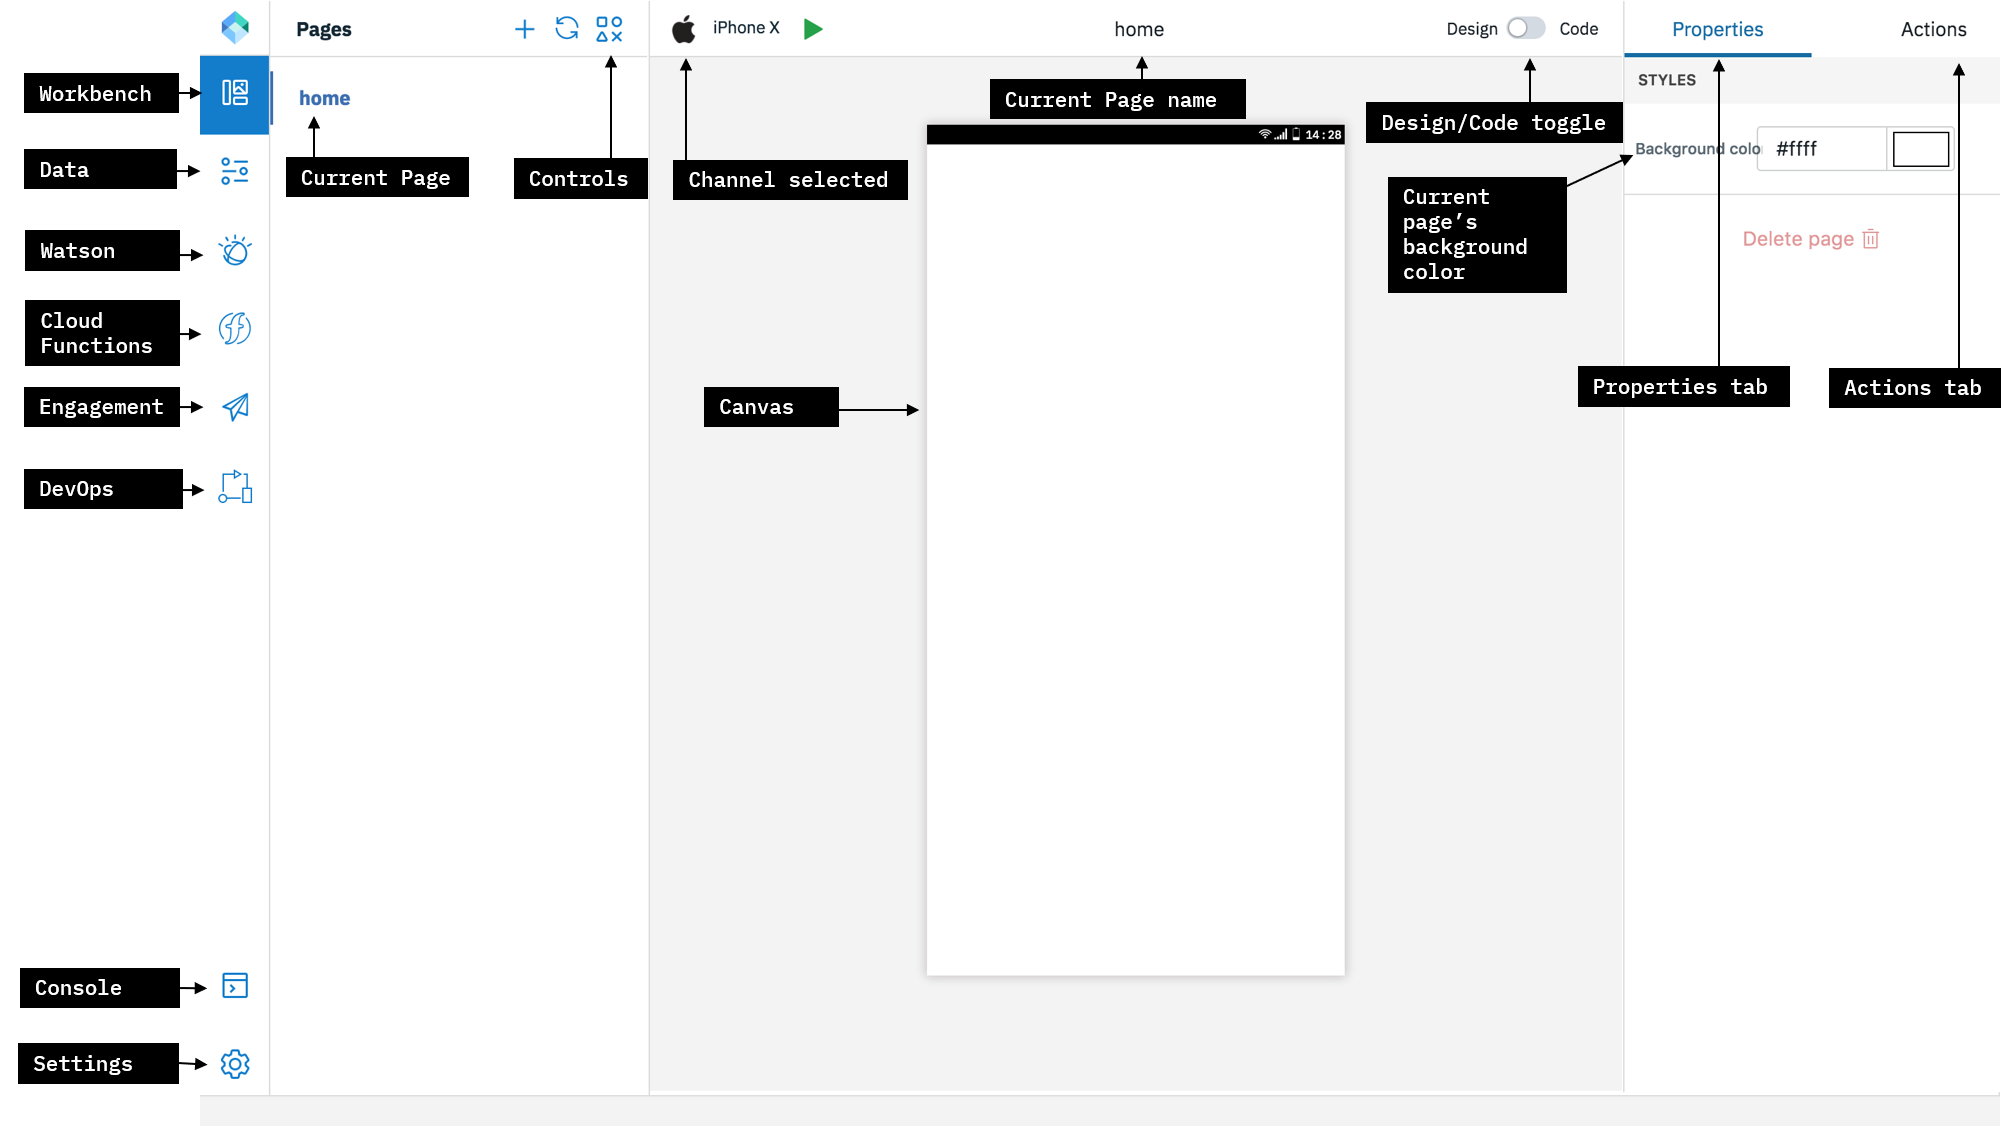 Pages
iPhone X
home
Design
Code
Properties
Actions
Workbench
home
Current Page name
STYLES
Design/Code toggle
14:28
Background colo
#ffff
Data
Current Page
Controls
Channel selected
Current
page’s
background
color
Delete page
Watson
Cloud
Functions
Engagement
Canvas
Properties tab
Actions tab
DevOps
Console
Settings